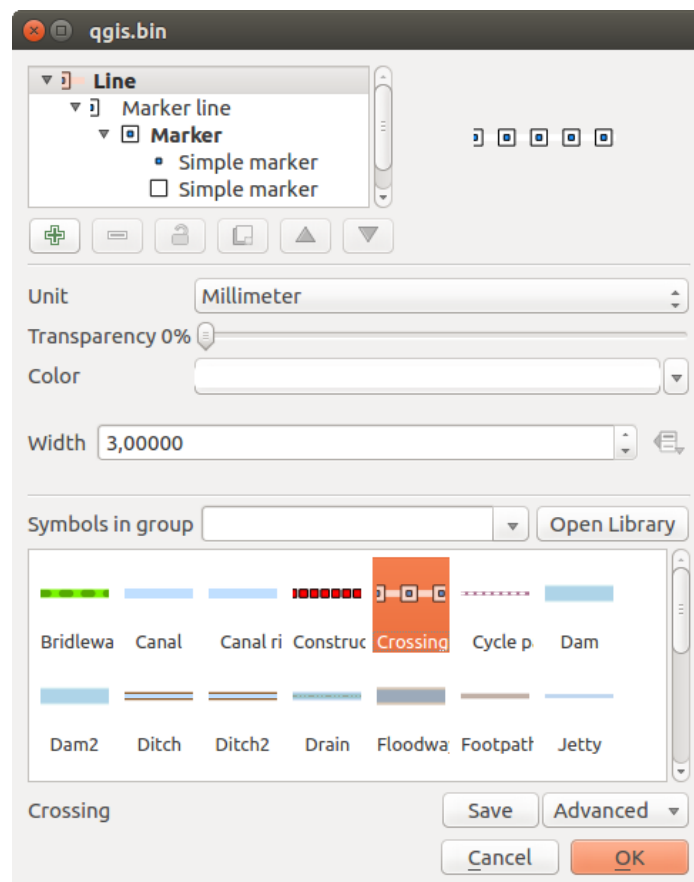 qgis.bin
Line
Marker line
Marker
Simple marker
Simple marker
Unit
Millimeter
Transparency 0%
Color
Width
3,00000
Symbols in group
Open Library
Bridlewa Canal Canal ri Construc Crossing Cycle p. Dam
Dam2 Ditch Ditch2 Drain Floodwa Footpath Jetty
Crossing
Save
Advanced
Cancel
OK